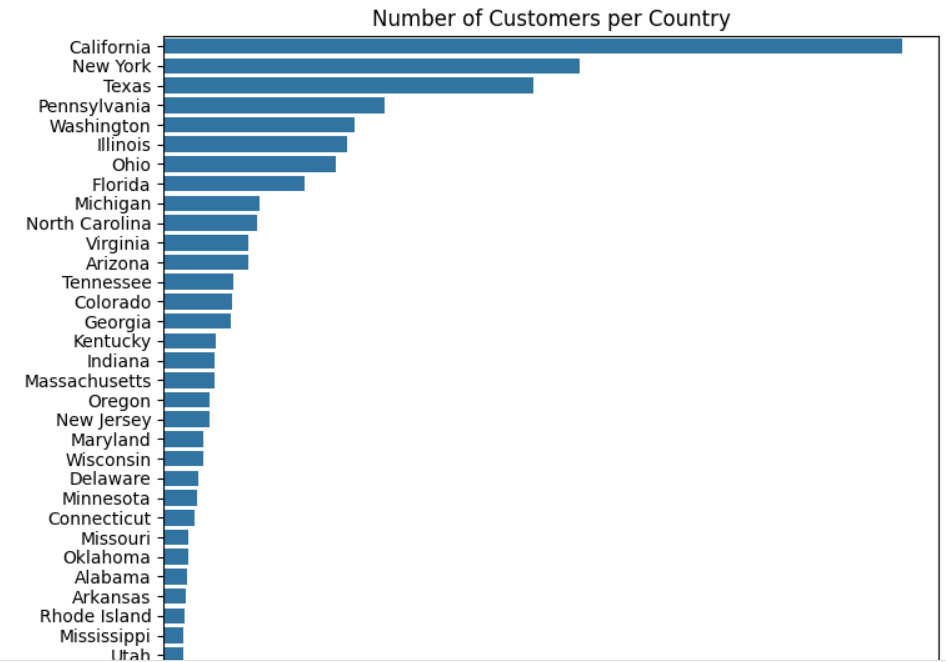 Number of Customers per Country
California
New York
Texas
Pennsylvania
Washington
Illinois
Ohio
Florida
Michigan
North Carolina
Virginia
Arizona
Tennessee
Colorado
Georgia
Kentucky
Indiana
Massachusetts
Oregon
New Jersey
Maryland
Wisconsin
Delaware
Minnesota
Connecticut
Missouri
Oklahoma
Alabama
Arkansas
Rhode Island
Mississippi
Utah